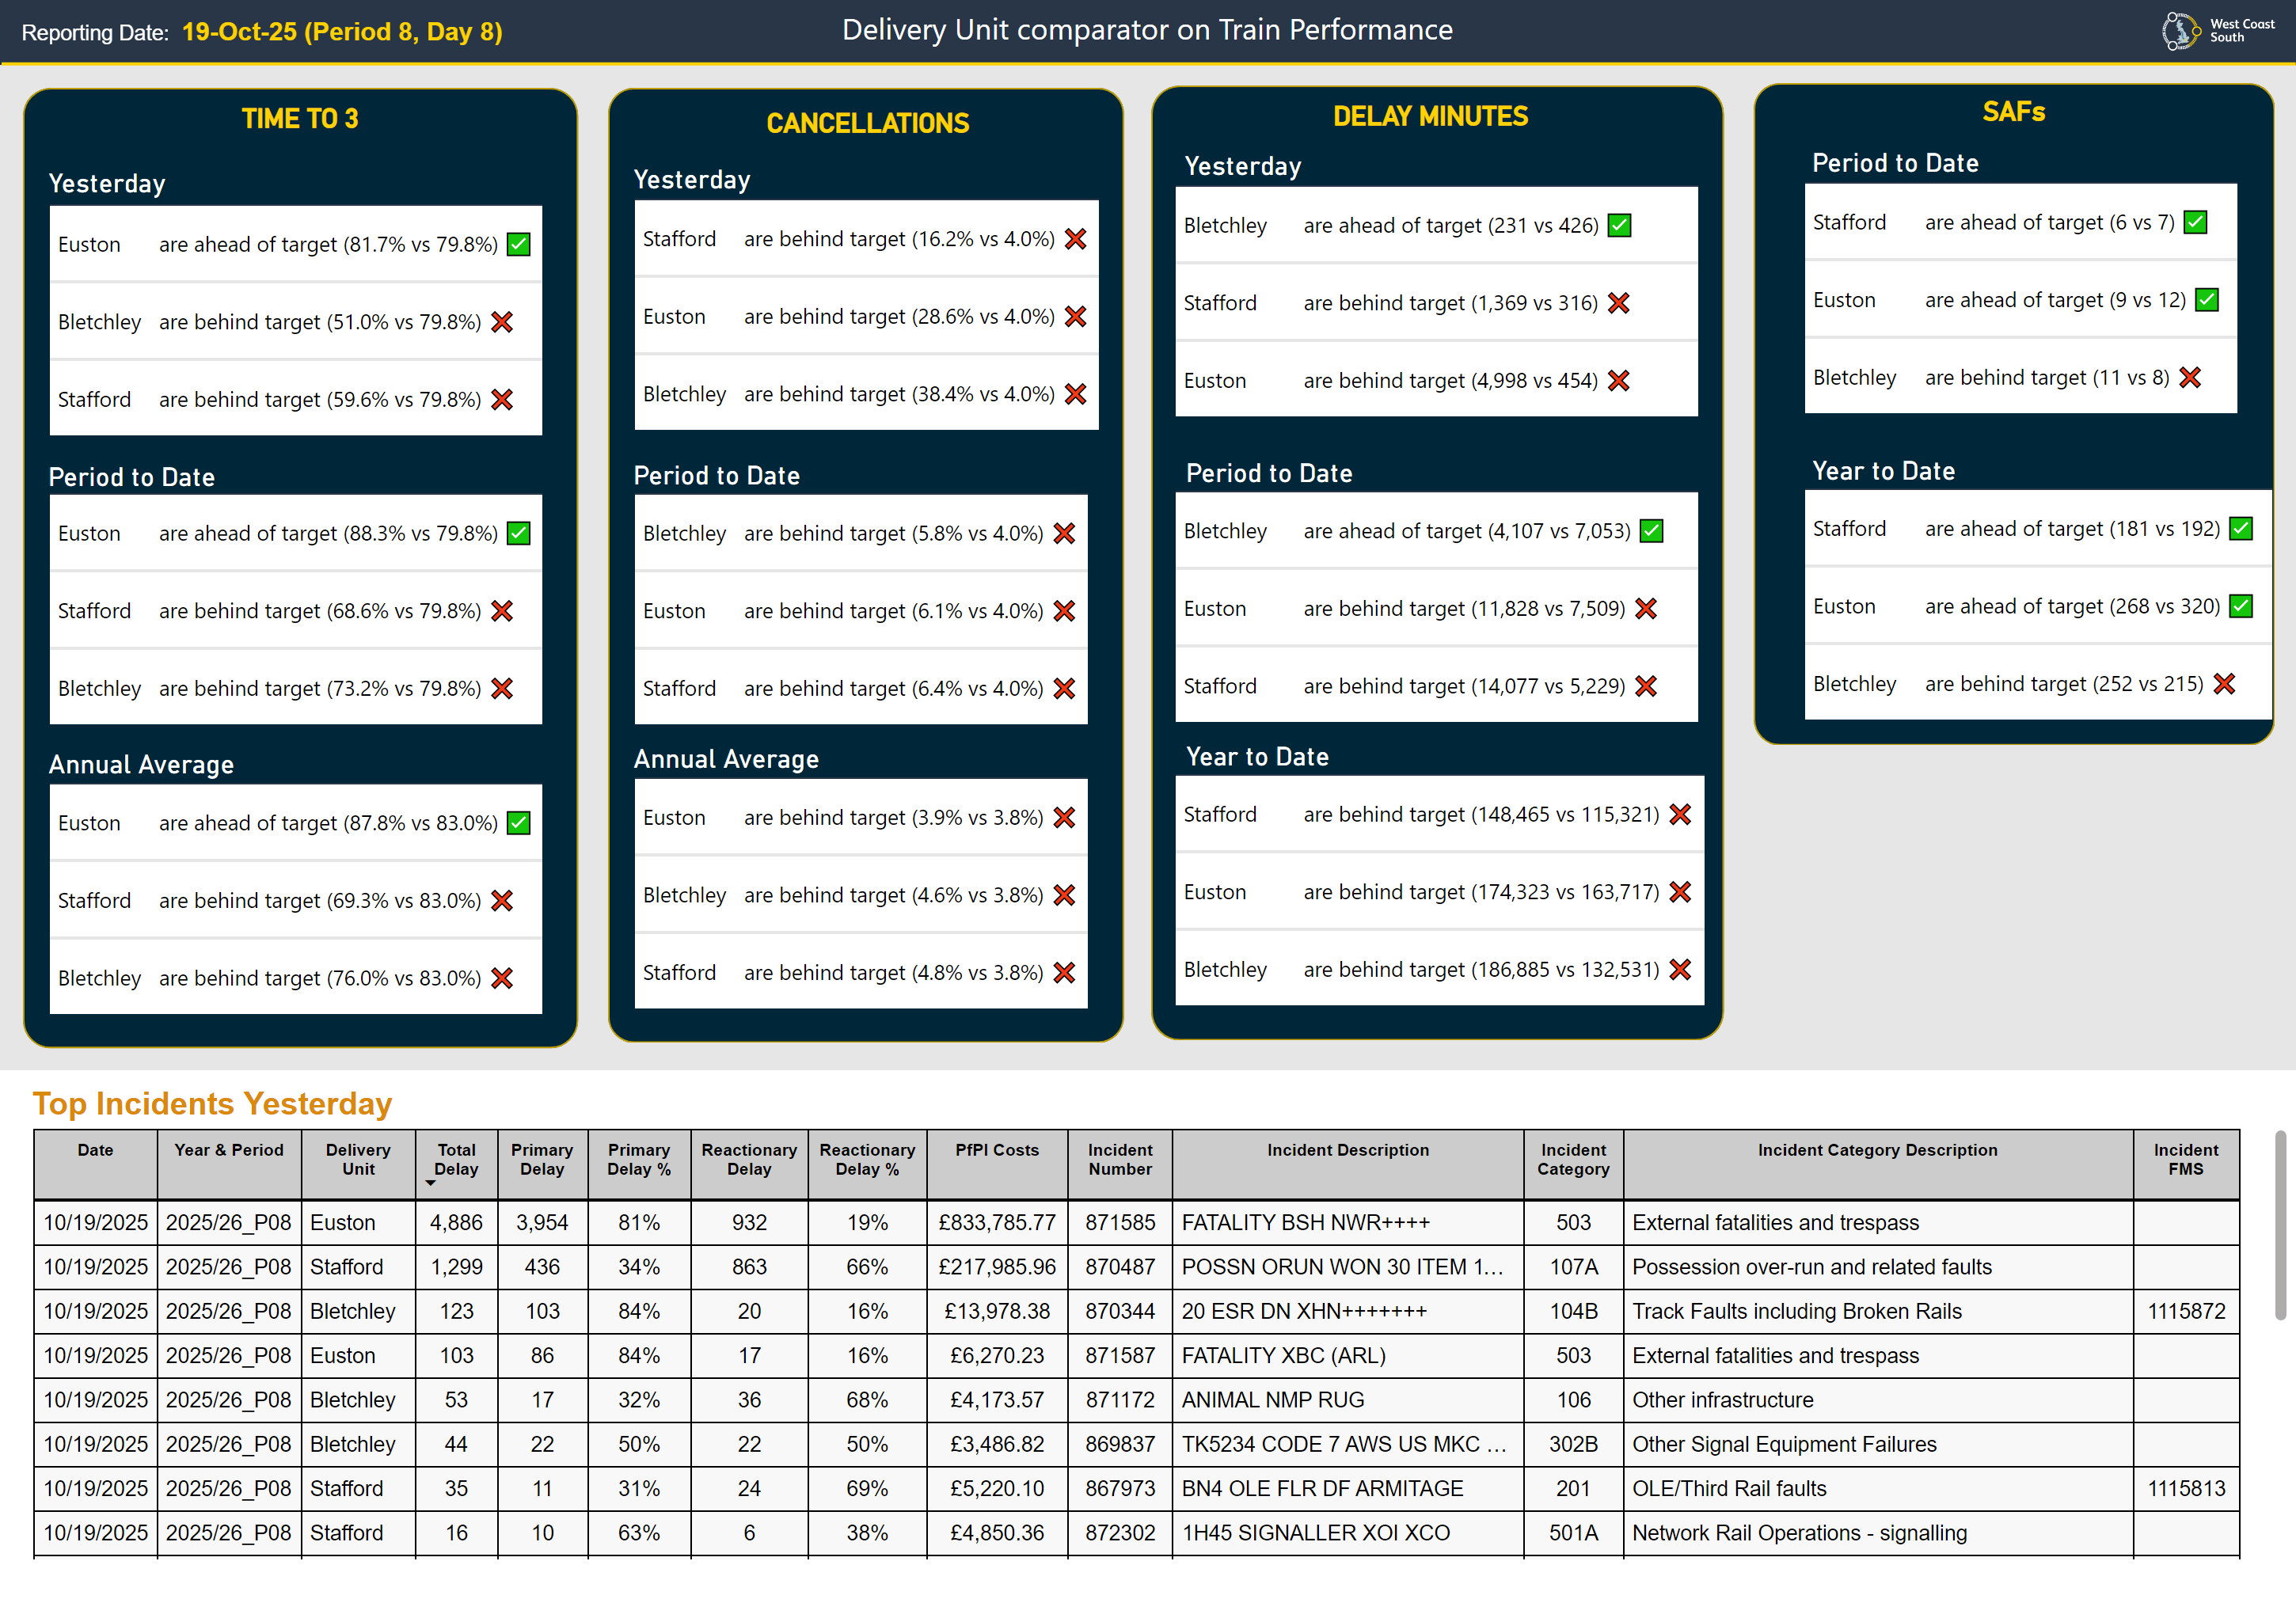 Reporting Date: 19-Oct-25 (Period 8, Day 8)
Delivery Unit comparator on Train Performance
West Coast
South
TIME TO 3
Yesterday
Euston are ahead of target (81.7% vs 79.8%) ✅
Bletchley are behind target (51.0% vs 79.8%) ❌
Stafford are behind target (59.6% vs 79.8%) ❌
Period to Date
Euston are ahead of target (88.3% vs 79.8%) ✅
Stafford are behind target (68.6% vs 79.8%) ❌
Bletchley are behind target (73.2% vs 79.8%) ❌
Annual Average
Euston are ahead of target (87.8% vs 83.0%) ✅
Stafford are behind target (69.3% vs 83.0%) ❌
Bletchley are behind target (76.0% vs 83.0%) ❌
CANCELLATIONS
Yesterday
Stafford are behind target (16.2% vs 4.0%) ❌
Euston are behind target (28.6% vs 4.0%) ❌
Bletchley are behind target (38.4% vs 4.0%) ❌
Period to Date
Bletchley are behind target (5.8% vs 4.0%) ❌
Euston are behind target (6.1% vs 4.0%) ❌
Stafford are behind target (6.4% vs 4.0%) ❌
Annual Average
Euston are behind target (3.9% vs 3.8%) ❌
Bletchley are behind target (4.6% vs 3.8%) ❌
Stafford are behind target (4.8% vs 3.8%) ❌
DELAY MINUTES
Yesterday
Bletchley are ahead of target (231 vs 426) ✅
Stafford are behind target (1,369 vs 316) ❌
Euston are behind target (4,998 vs 454) ❌
Period to Date
Bletchley are ahead of target (4,107 vs 7,053) ✅
Euston are behind target (11,828 vs 7,509) ❌
Stafford are behind target (14,077 vs 5,229) ❌
Year to Date
Stafford are behind target (148,465 vs 115,321) ❌
Euston are behind target (174,323 vs 163,717) ❌
Bletchley are behind target (186,885 vs 132,531) ❌
SAFs
Period to Date
Stafford are ahead of target (6 vs 7) ✅
Euston are ahead of target (9 vs 12) ✅
Bletchley are behind target (11 vs 8) ❌
Year to Date
Stafford are ahead of target (181 vs 192) ✅
Euston are ahead of target (268 vs 320) ✅
Bletchley are behind target (252 vs 215) ❌
Top Incidents Yesterday
Date Year & Period Delivery Unit Total Delay Primary Delay Primary Delay % Reactionary Delay Reactionary Delay % PfPI Costs Incident Number Incident Description Incident Category Incident Category Description Incident FMS
10/19/2025 2025/26_P08 Euston 4,886 3,954 81% 932 19% £833,785.77 871585 FATALITY BSH NWR++++ 503 External fatalities and trespass
10/19/2025 2025/26_P08 Stafford 1,299 436 34% 863 66% £217,985.96 870487 POSSN ORUN WON 30 ITEM 1... 107A Possession over-run and related faults
10/19/2025 2025/26_P08 Bletchley 123 103 84% 20 16% £13,978.38 870344 20 ESR DN XHN+++++++ 104B Track Faults including Broken Rails 1115872
10/19/2025 2025/26_P08 Euston 103 86 84% 17 16% £6,270.23 871587 FATALITY XBC (ARL) 503 External fatalities and trespass
10/19/2025 2025/26_P08 Bletchley 53 17 32% 36 68% £4,173.57 871172 ANIMAL NMP RUG 106 Other infrastructure
10/19/2025 2025/26_P08 Bletchley 44 22 50% 22 50% £3,486.82 869837 TK5234 CODE 7 AWS US MKC ... 302B Other Signal Equipment Failures
10/19/2025 2025/26_P08 Stafford 35 11 31% 24 69% £5,220.10 867973 BN4 OLE FLR DF ARMITAGE 201 OLE/Third Rail faults 1115813
10/19/2025 2025/26_P08 Stafford 16 10 63% 6 38% £4,850.36 872302 1H45 SIGNALLER XOI XCO 501A Network Rail Operations - signalling